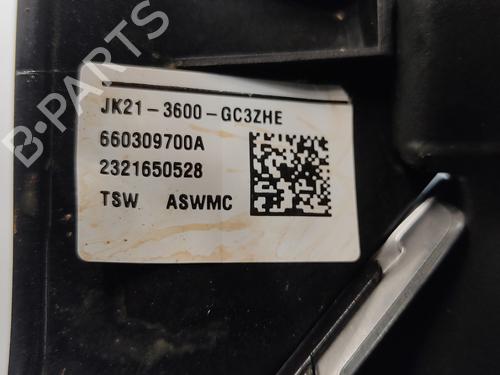 JK21-3600-GC3ZHE
660309700A
2321650528
TSW ASWMC
B-PARTS